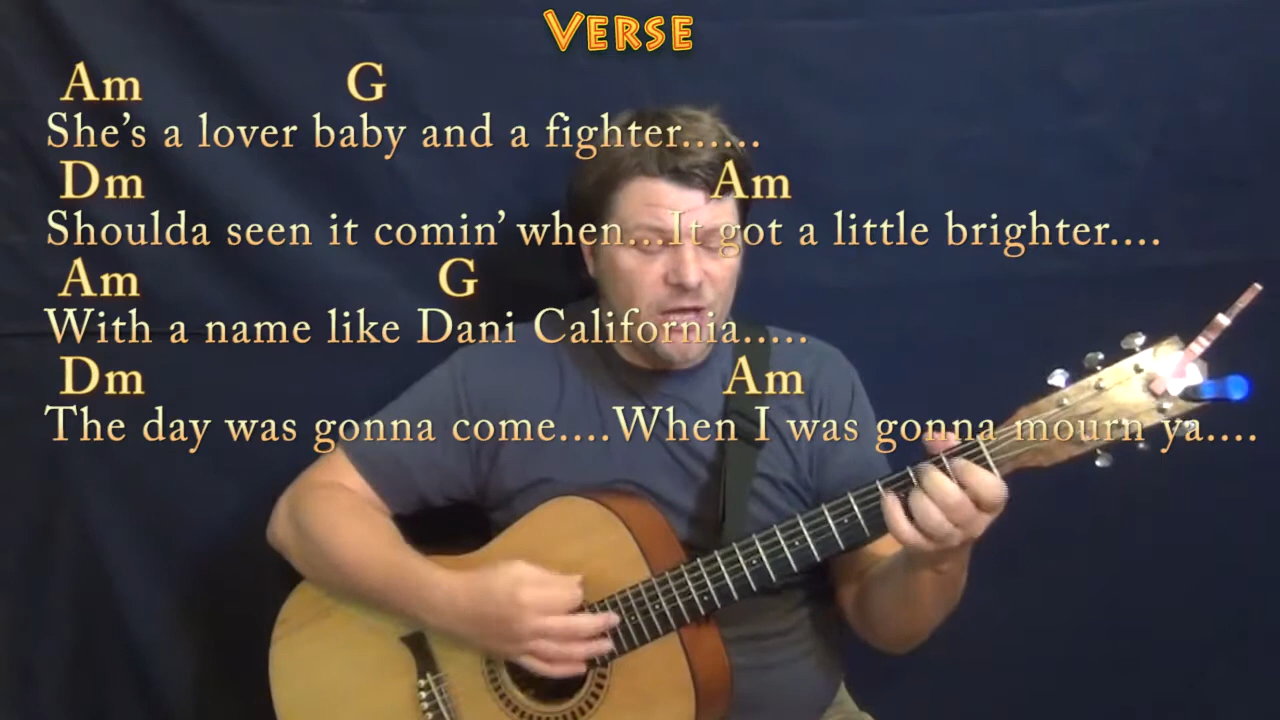 VERSE
Am G
She's a lover baby and a fighter......
Dm Am
Shoulda seen it comin' when...It got a little brighter....
Am G
With a name like Dani California.....
Dm Am
The day was gonna come....When I was gonna mourn ya....